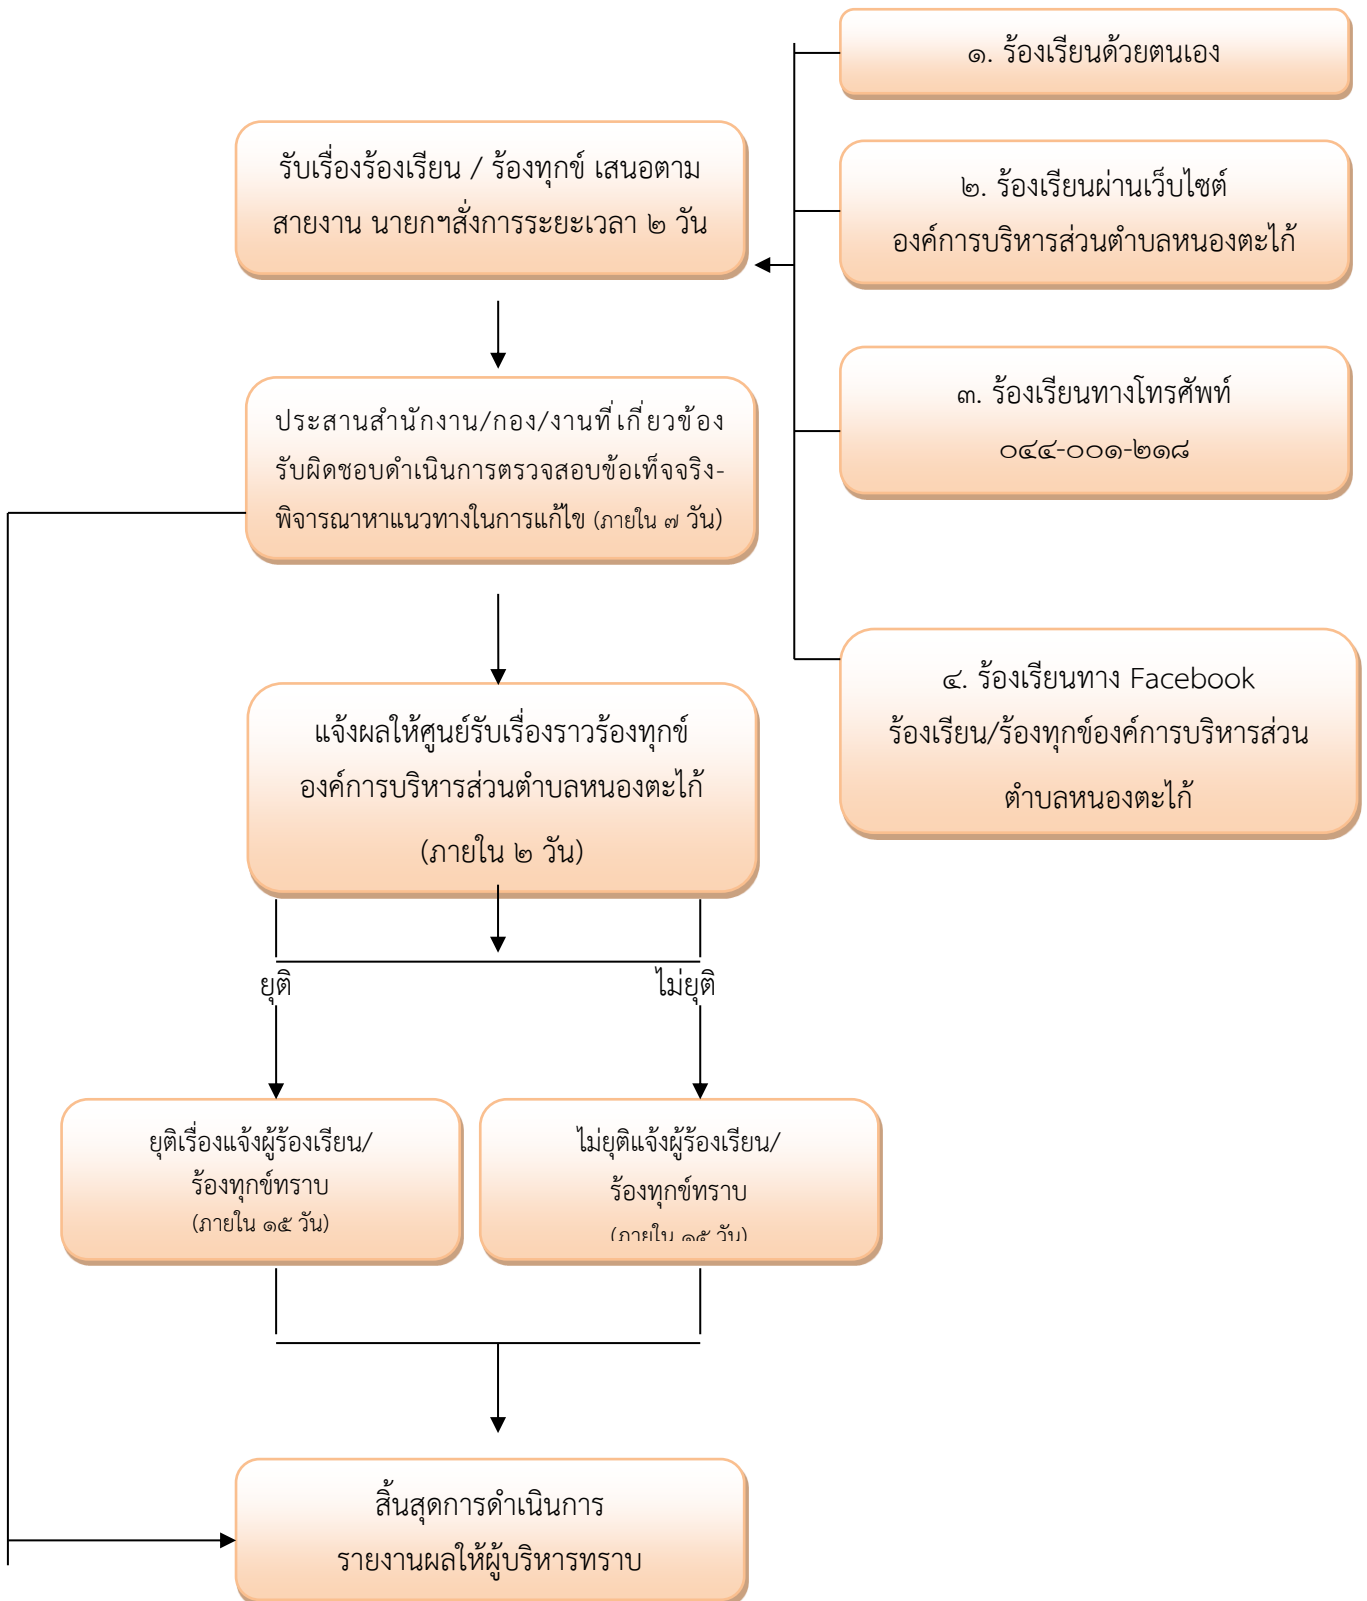 ๑. ร้องเรียนด้วยตนเอง
รับเรื่องร้องเรียน / ร้องทุกข์ เสนอตาม
สายงาน นายกฯสั่งการระยะเวลา ๒ วัน
๒. ร้องเรียนผ่านเว็บไซต์
องค์การบริหารส่วนตำบลหนองตะไก้
๓. ร้องเรียนทางโทรศัพท์
๐๔๔-๐๐๑-๒๑๘
ประสานสำนักงาน/กอง/งานที่เกี่ยวข้อง
รับผิดชอบดำเนินการตรวจสอบข้อเท็จจริง-
พิจารณาหาแนวทางในการแก้ไข (ภายใน ๗ วัน)
๔. ร้องเรียนทาง Facebook
ร้องเรียน/ร้องทุกข์องค์การบริหารส่วน
ตำบลหนองตะไก้
แจ้งผลให้ศูนย์รับเรื่องราวร้องทุกข์
องค์การบริหารส่วนตำบลหนองตะไก้
(ภายใน ๒ วัน)
ยุติ
ไม่ยุติ
ยุติเรื่องแจ้งผู้ร้องเรียน/
ร้องทุกข์ทราบ
(ภายใน ๑๕ วัน)
ไม่ยุติแจ้งผู้ร้องเรียน/
ร้องทุกข์ทราบ
(ภายใน ๑๕ วัน)
สิ้นสุดการดำเนินการ
รายงานผลให้ผู้บริหารทราบ